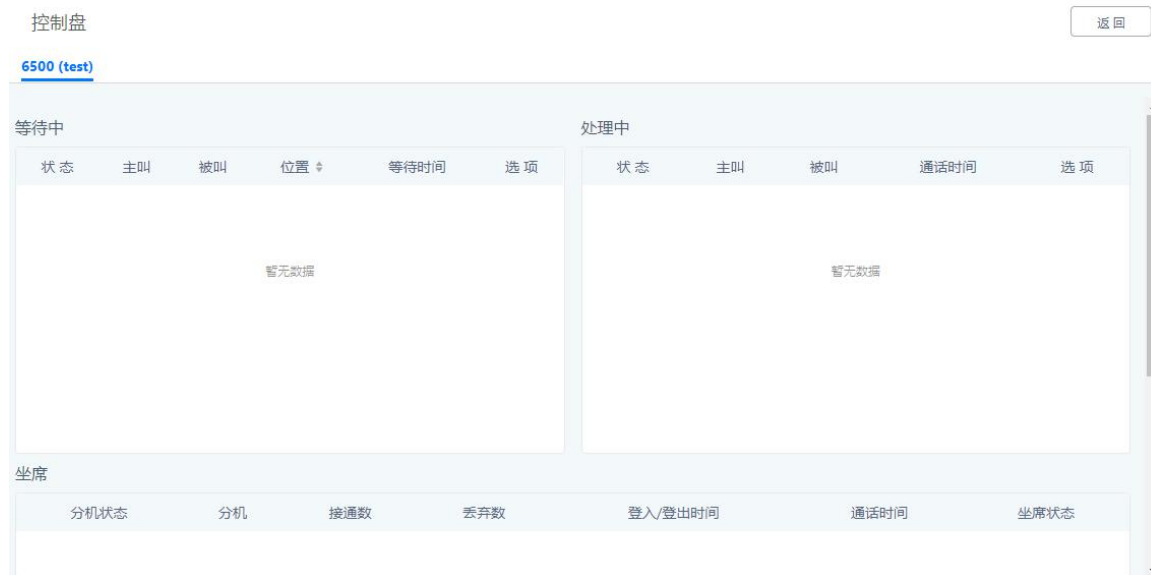 控制盘
返 回
6500 (test)
等待中
状 态 主叫 被叫 位置 等待时间 选 项
暂无数据
处理中
状 态 主叫 被叫 通话时间 选 项
暂无数据
坐席
分机状态 分机 接通数 丢弃数 登入/登出时间 通话时间 坐席状态